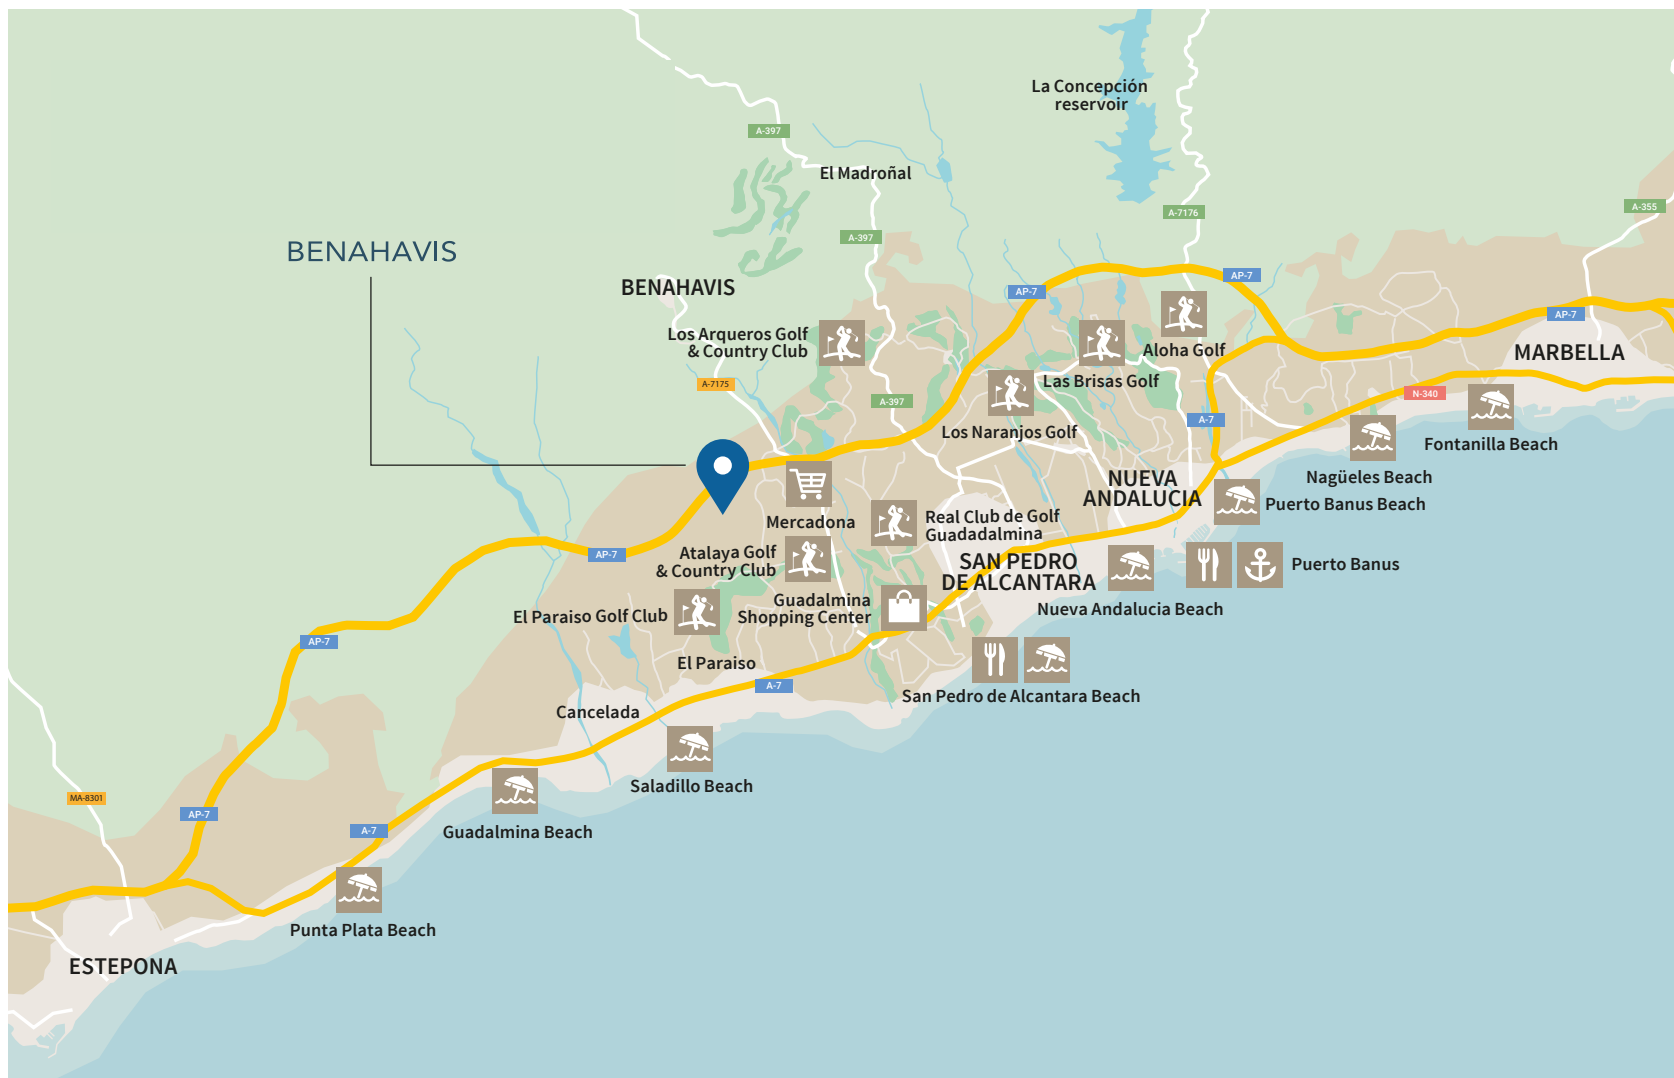 La Concepción
reservoir
A-397
El Madroñal
A-355
A-7176
A-397
BENAHAVIS
AP-7
BENAHAVIS
AP-7
AP-7
Los Arqueros Golf
& Country Club
Aloha Golf
MARBELLA
A-7175
Las Brisas Golf
N-340
A-397
A-7
Los Naranjos Golf
Fontanilla Beach
Nagüeles Beach
NUEVA
ANDALUCIA
Puerto Banus Beach
Mercadona
Real Club de Golf
Guadadalmina
AP-7
Atalaya Golf
& Country Club
SAN PEDRO
DE ALCANTARA
Puerto Banus
Guadalmina
Shopping Center
Nueva Andalucia Beach
El Paraiso Golf Club
AP-7
El Paraiso
A-7
San Pedro de Alcantara Beach
Cancelada
Saladillo Beach
MA-8301
AP-7
A-7
Guadalmina Beach
Punta Plata Beach
ESTEPONA